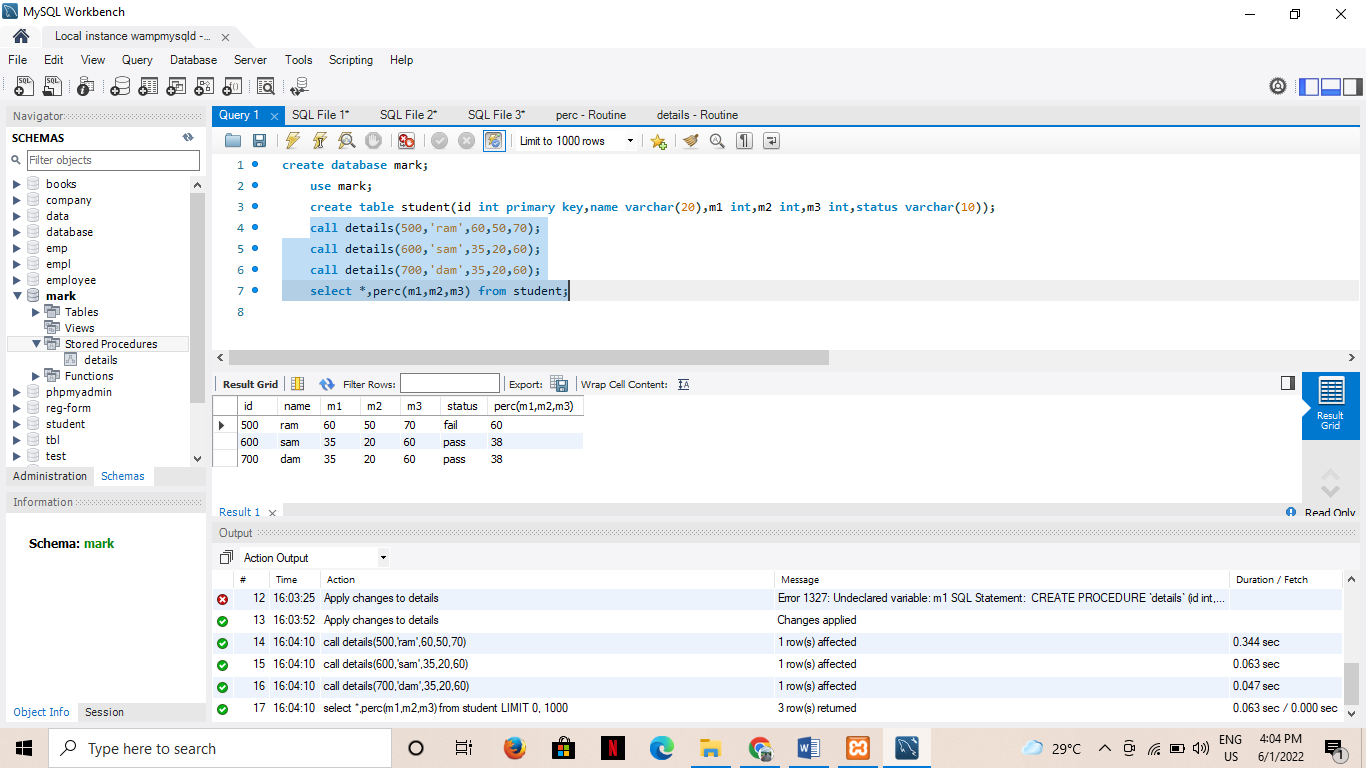 MySQL Workbench
Local instance wampmysqld -...
File Edit View Query Database Server Tools Scripting Help
Navigator
SCHEMAS
Filter objects
books
company
data
database
emp
empl
employee
mark
Tables
Views
Stored Procedures
details
Functions
phpmyadmin
reg-form
student
tbl
test
Administration Schemas
Information
Schema: mark
Object Info Session
Query 1 SQL File 1* SQL File 2* SQL File 3* perc - Routine details - Routine
Limit to 1000 rows
1 create database mark;
2 use mark;
3 create table student(id int primary key,name varchar(20),m1 int,m2 int,m3 int,status varchar(10));
4 call details(500,'ram',60,50,70);
5 call details(600,'sam',35,20,60);
6 call details(700,'dam',35,20,60);
7 select *,perc(m1,m2,m3) from student;
8
Result Grid Filter Rows: Export: Wrap Cell Content:
id name m1 m2 m3 status perc(m1,m2,m3)
500 ram 60 50 70 fail 60
600 sam 35 20 60 pass 38
700 dam 35 20 60 pass 38
Result Grid
Result 1 Read Only
Output
Action Output
# Time Action Message Duration / Fetch
12 16:03:25 Apply changes to details Error 1327: Undeclared variable: m1 SQL Statement: CREATE PROCEDURE `details` (id int,...
13 16:03:52 Apply changes to details Changes applied
14 16:04:10 call details(500,'ram',60,50,70) 1 row(s) affected 0.344 sec
15 16:04:10 call details(600,'sam',35,20,60) 1 row(s) affected 0.063 sec
16 16:04:10 call details(700,'dam',35,20,60) 1 row(s) affected 0.047 sec
17 16:04:10 select *,perc(m1,m2,m3) from student LIMIT 0, 1000 3 row(s) returned 0.063 sec / 0.000 sec
Type here to search
29°C
ENG US
4:04 PM
6/1/2022
1